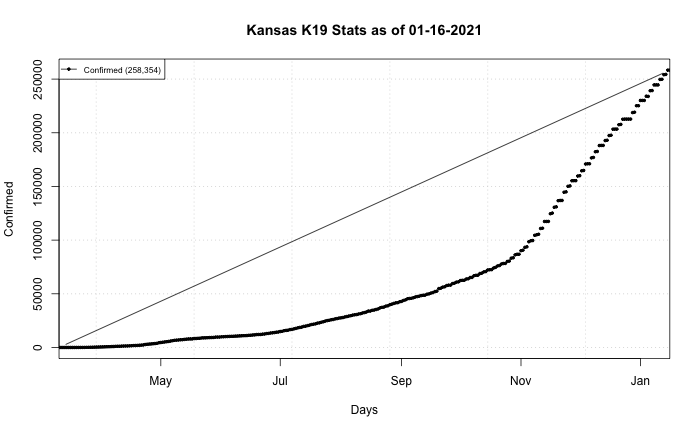 Kansas K19 Stats as of 01-16-2021
Confirmed (258,354)
Confirmed
250000
200000
150000
100000
50000
0
May Jul Sep Nov Jan
Days